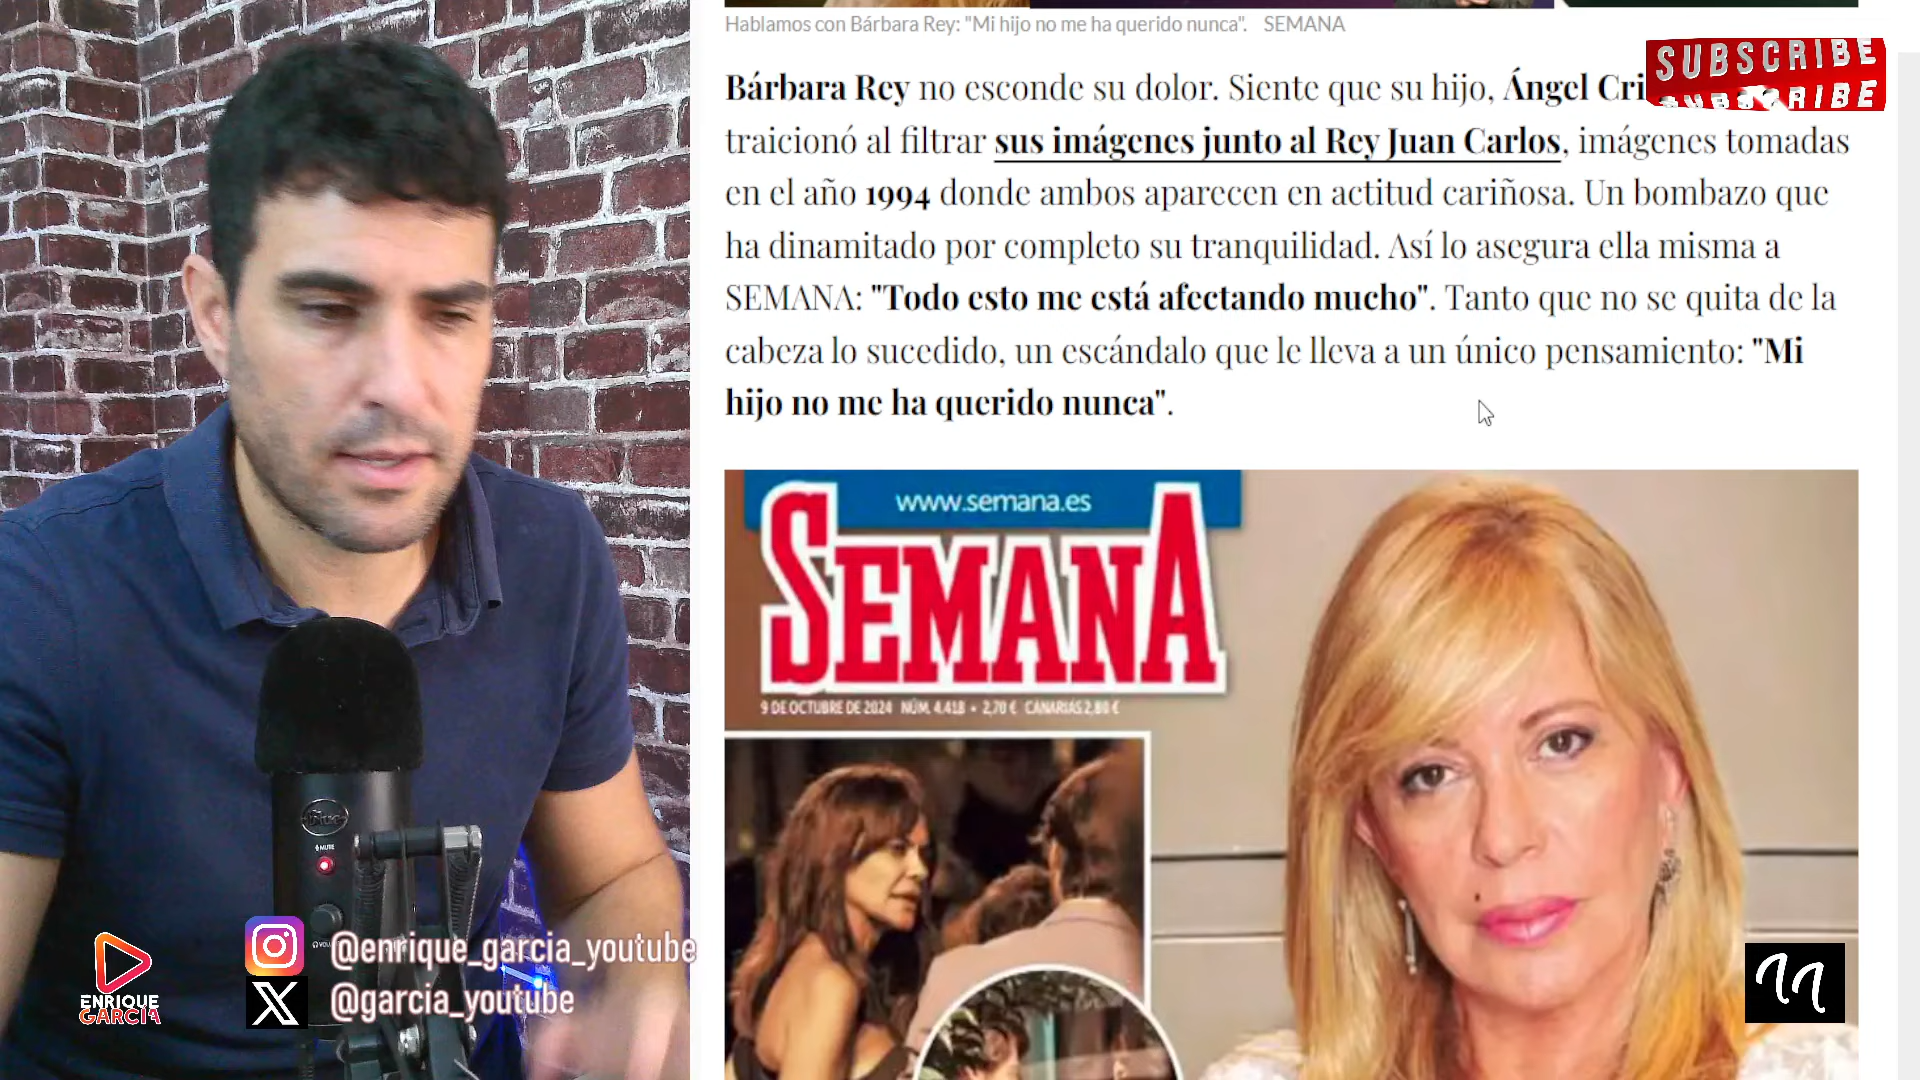 Hablamos con Bárbara Rey: "Mi hijo no me ha querido nunca". SEMANA
SUBSCRIBE
SUBSCRIBE
Bárbara Rey no esconde su dolor. Siente que su hijo, Ángel Cri
traicionó al filtrar sus imágenes junto al Rey Juan Carlos, imágenes tomadas
en el año 1994 donde ambos aparecen en actitud cariñosa. Un bombazo que
ha dinamitado por completo su tranquilidad. Así lo asegura ella misma a
SEMANA: "Todo esto me está afectando mucho". Tanto que no se quita de la
cabeza lo sucedido, un escándalo que le lleva a un único pensamiento: "Mi
hijo no me ha querido nunca".
www.semana.es
SEMANA
9 DE OCTUBRE DE 2024 NÚM. 4.418 • 2,70 € CANARIAS 2,80 €
Blue
MUTE
@enrique_garcia_youtube
@garcia_youtube
ENRIQUE
GARCIA